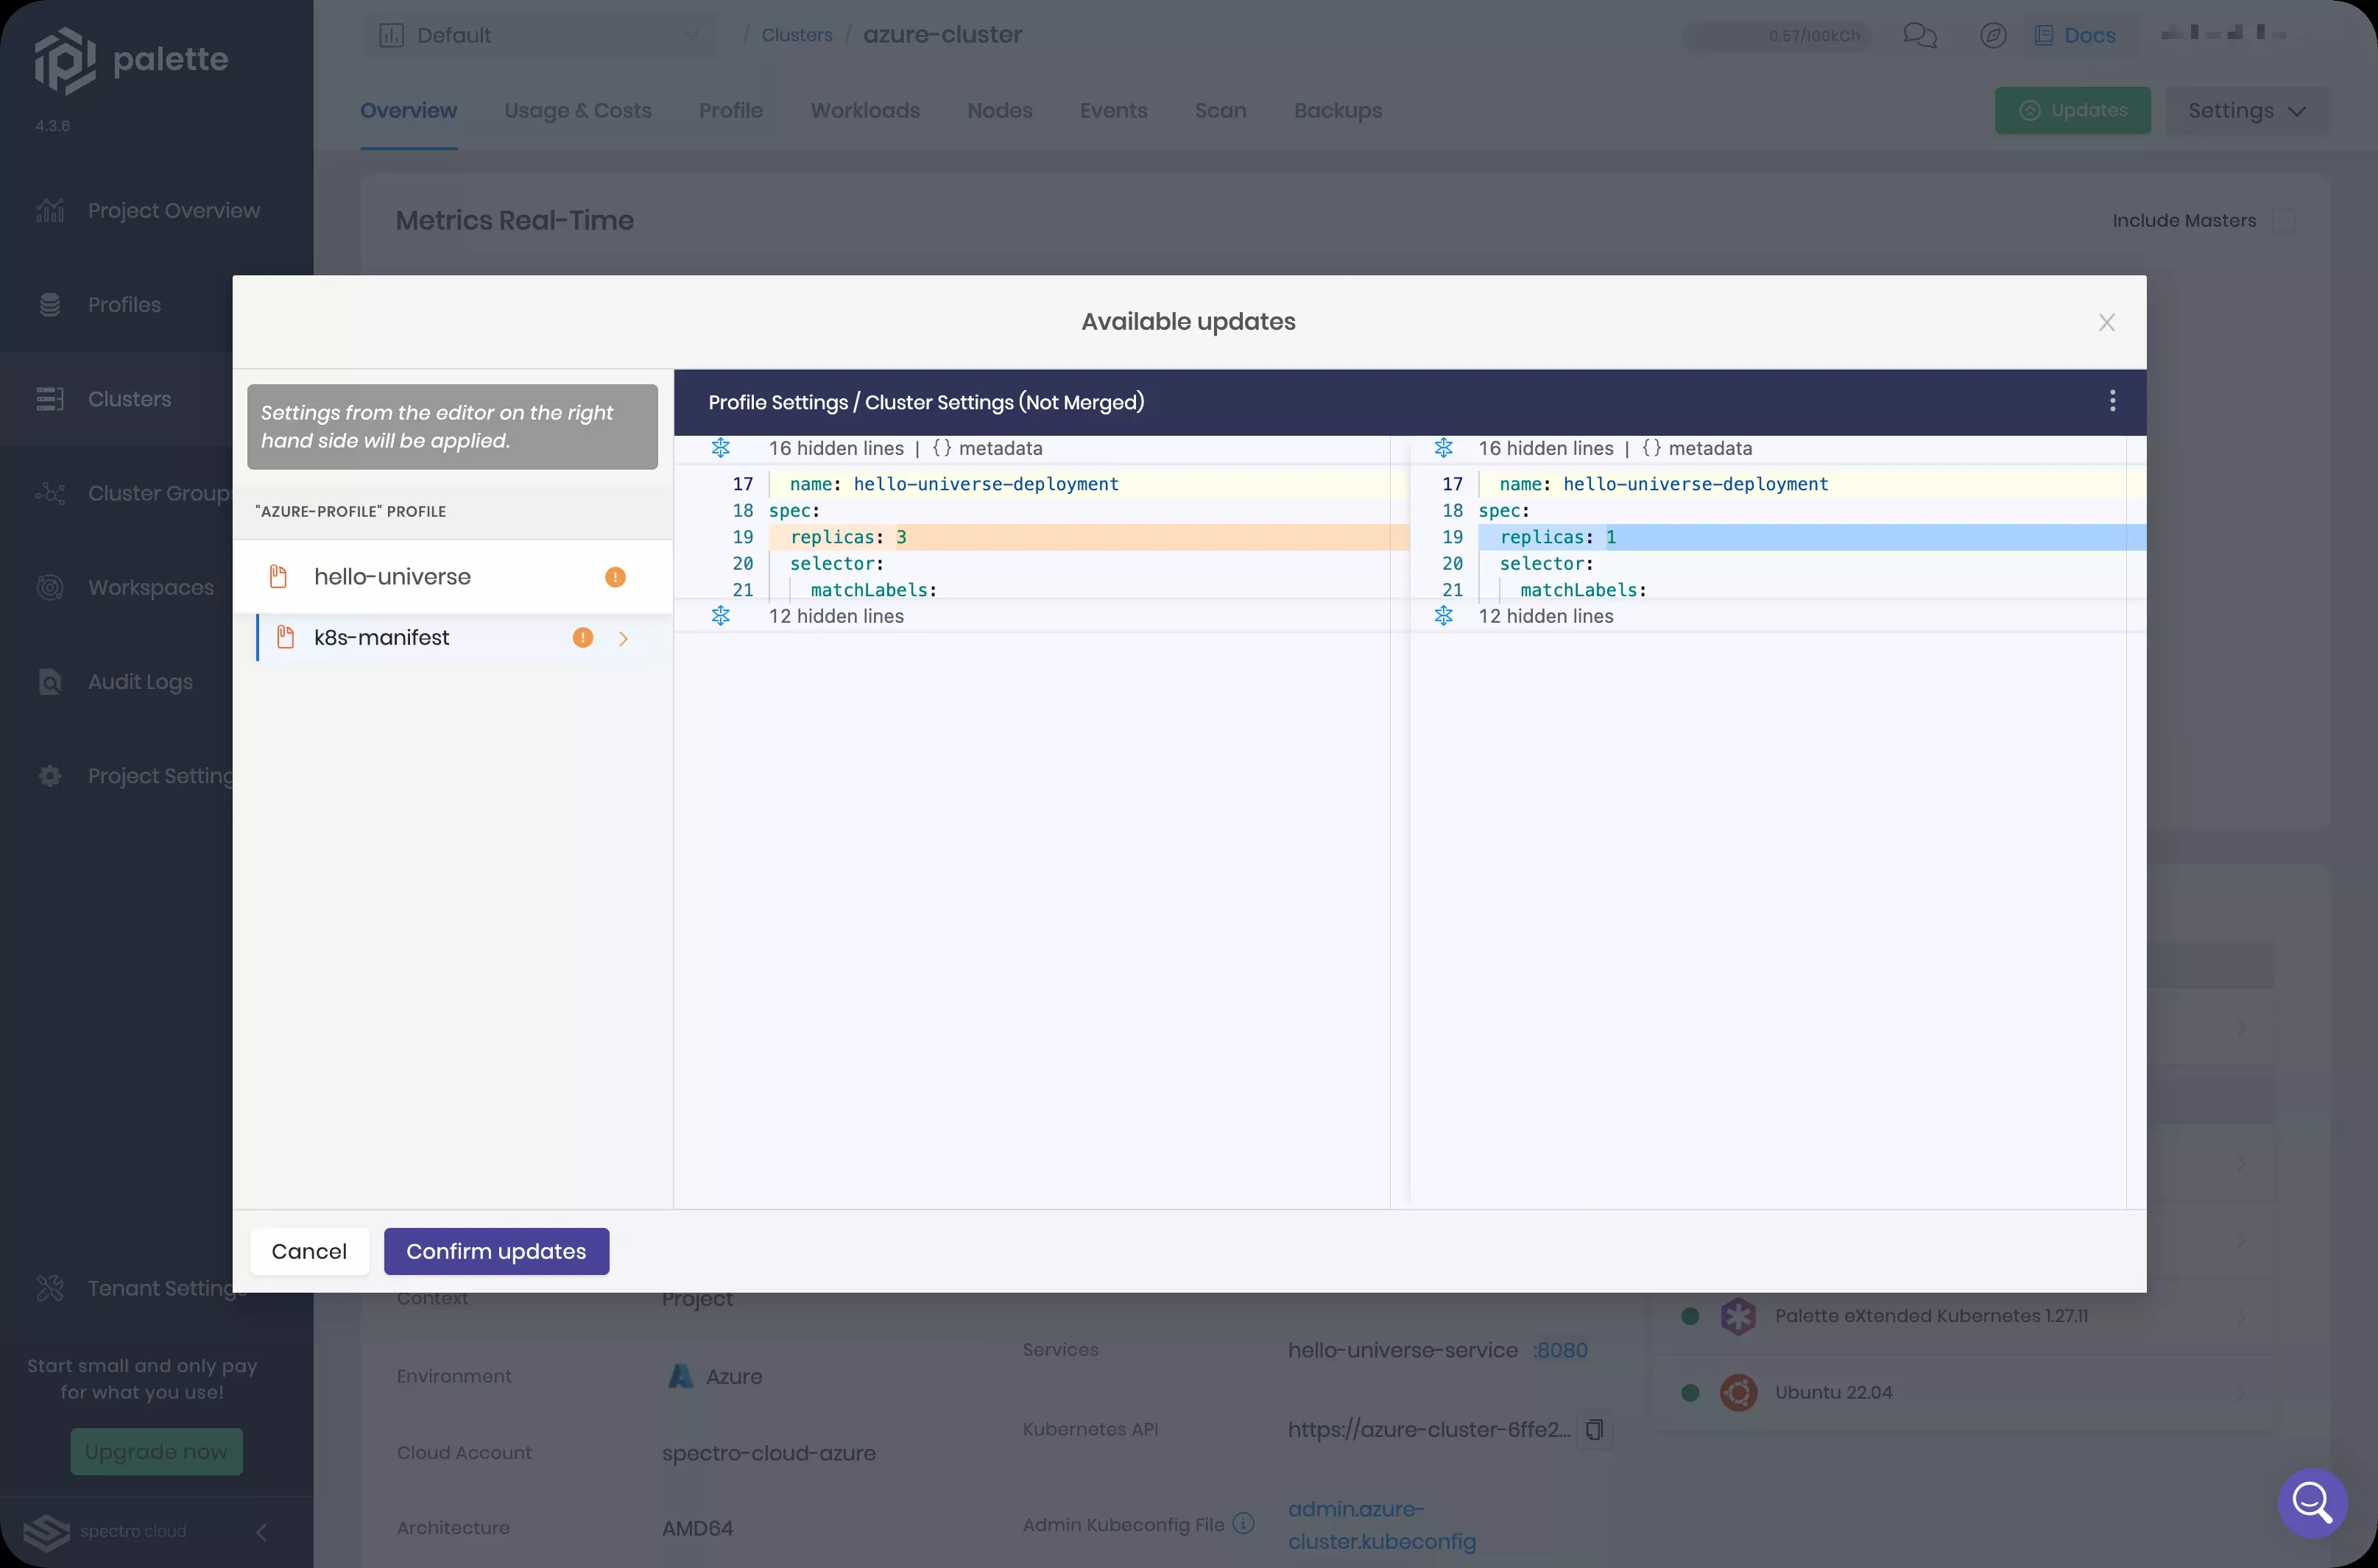 palette
4.3.6
Project Overview
Profiles
Clusters
Cluster Groups
Workspaces
Audit Logs
Project Setting
Tenant Settings
Start small and only pay
for what you use!
Upgrade now
spectro cloud
Default
/ Clusters / azure-cluster
0.57/100kCh
Docs
Overview
Usage & Costs
Profile
Workloads
Nodes
Events
Scan
Backups
Updates
Settings
Metrics Real-Time
Include Masters
Available updates
Settings from the editor on the right
hand side will be applied.
"AZURE-PROFILE" PROFILE
hello-universe
k8s-manifest
Profile Settings / Cluster Settings (Not Merged)
16 hidden lines | {} metadata
17 name: hello-universe-deployment
18 spec:
19 replicas: 3
20 selector:
21 matchLabels:
12 hidden lines
16 hidden lines | {} metadata
17 name: hello-universe-deployment
18 spec:
19 replicas: 1
20 selector:
21 matchLabels:
12 hidden lines
Cancel
Confirm updates
Context
Project
Environment
Azure
Cloud Account
spectro-cloud-azure
Architecture
AMD64
Services
hello-universe-service :8080
Kubernetes API
https://azure-cluster-6ffe2...
Admin Kubeconfig File
admin.azure-
cluster.kubeconfig
Palette eXtended Kubernetes 1.27.11
Ubuntu 22.04